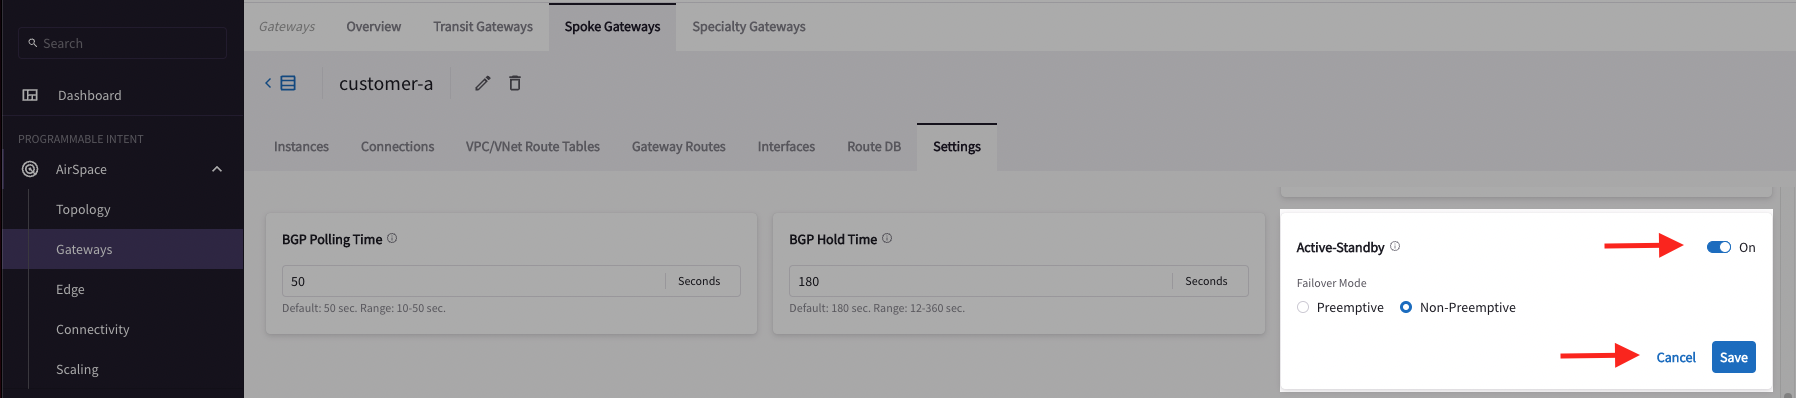 Search
Dashboard
PROGRAMMABLE INTENT
AirSpace
Topology
Gateways
Edge
Connectivity
Scaling
Gateways Overview Transit Gateways Spoke Gateways Specialty Gateways
customer-a
Instances Connections VPC/VNet Route Tables Gateway Routes Interfaces Route DB Settings
BGP Polling Time
50 Seconds
Default: 50 sec. Range: 10-50 sec.
BGP Hold Time
180 Seconds
Default: 180 sec. Range: 12-360 sec.
Active-Standby On
Failover Mode
Preemptive Non-Preemptive
Cancel Save